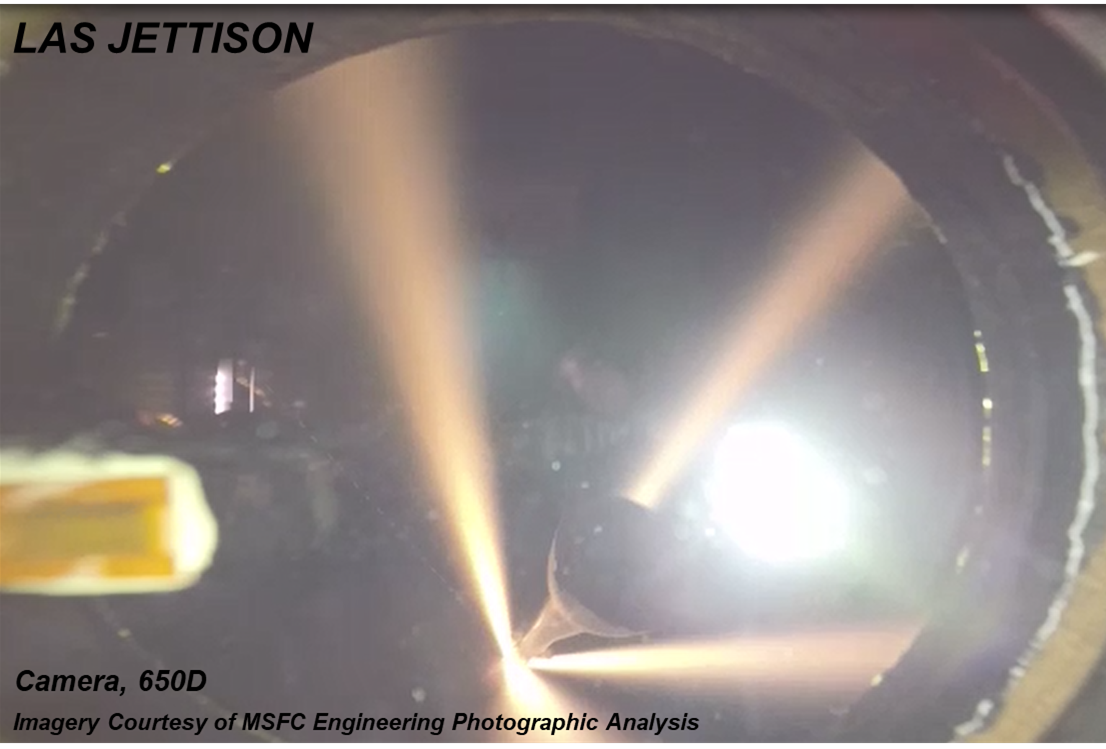 LAS JETTISON
Camera, 650D
Imagery Courtesy of MSFC Engineering Photographic Analysis